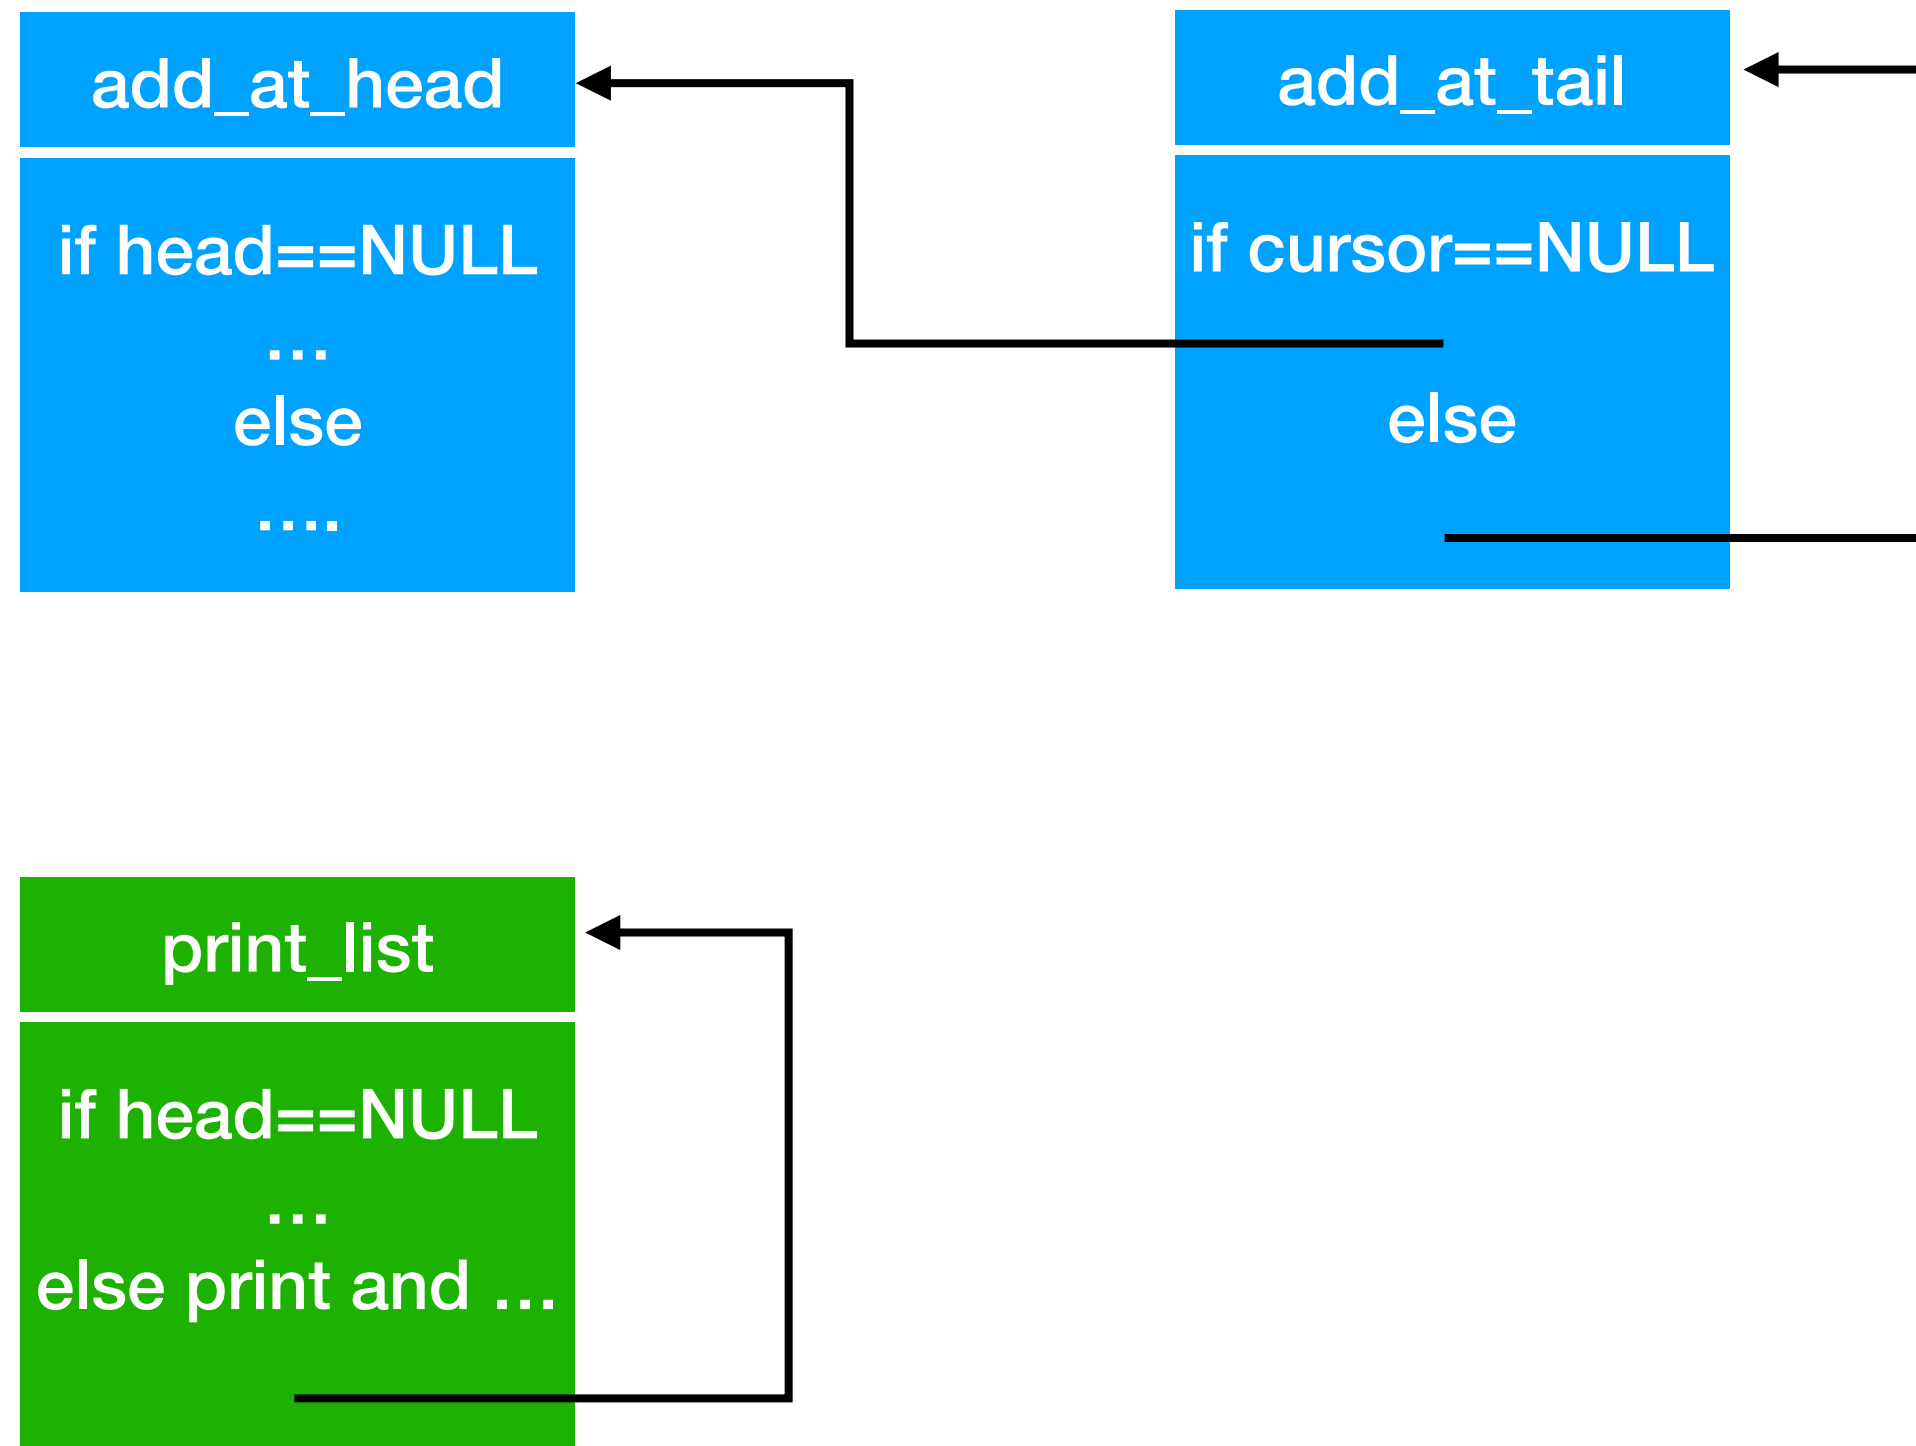 add_at_head
if head==NULL
...
else
....
add_at_tail
if cursor==NULL
else
print_list
if head==NULL
...
else print and ...